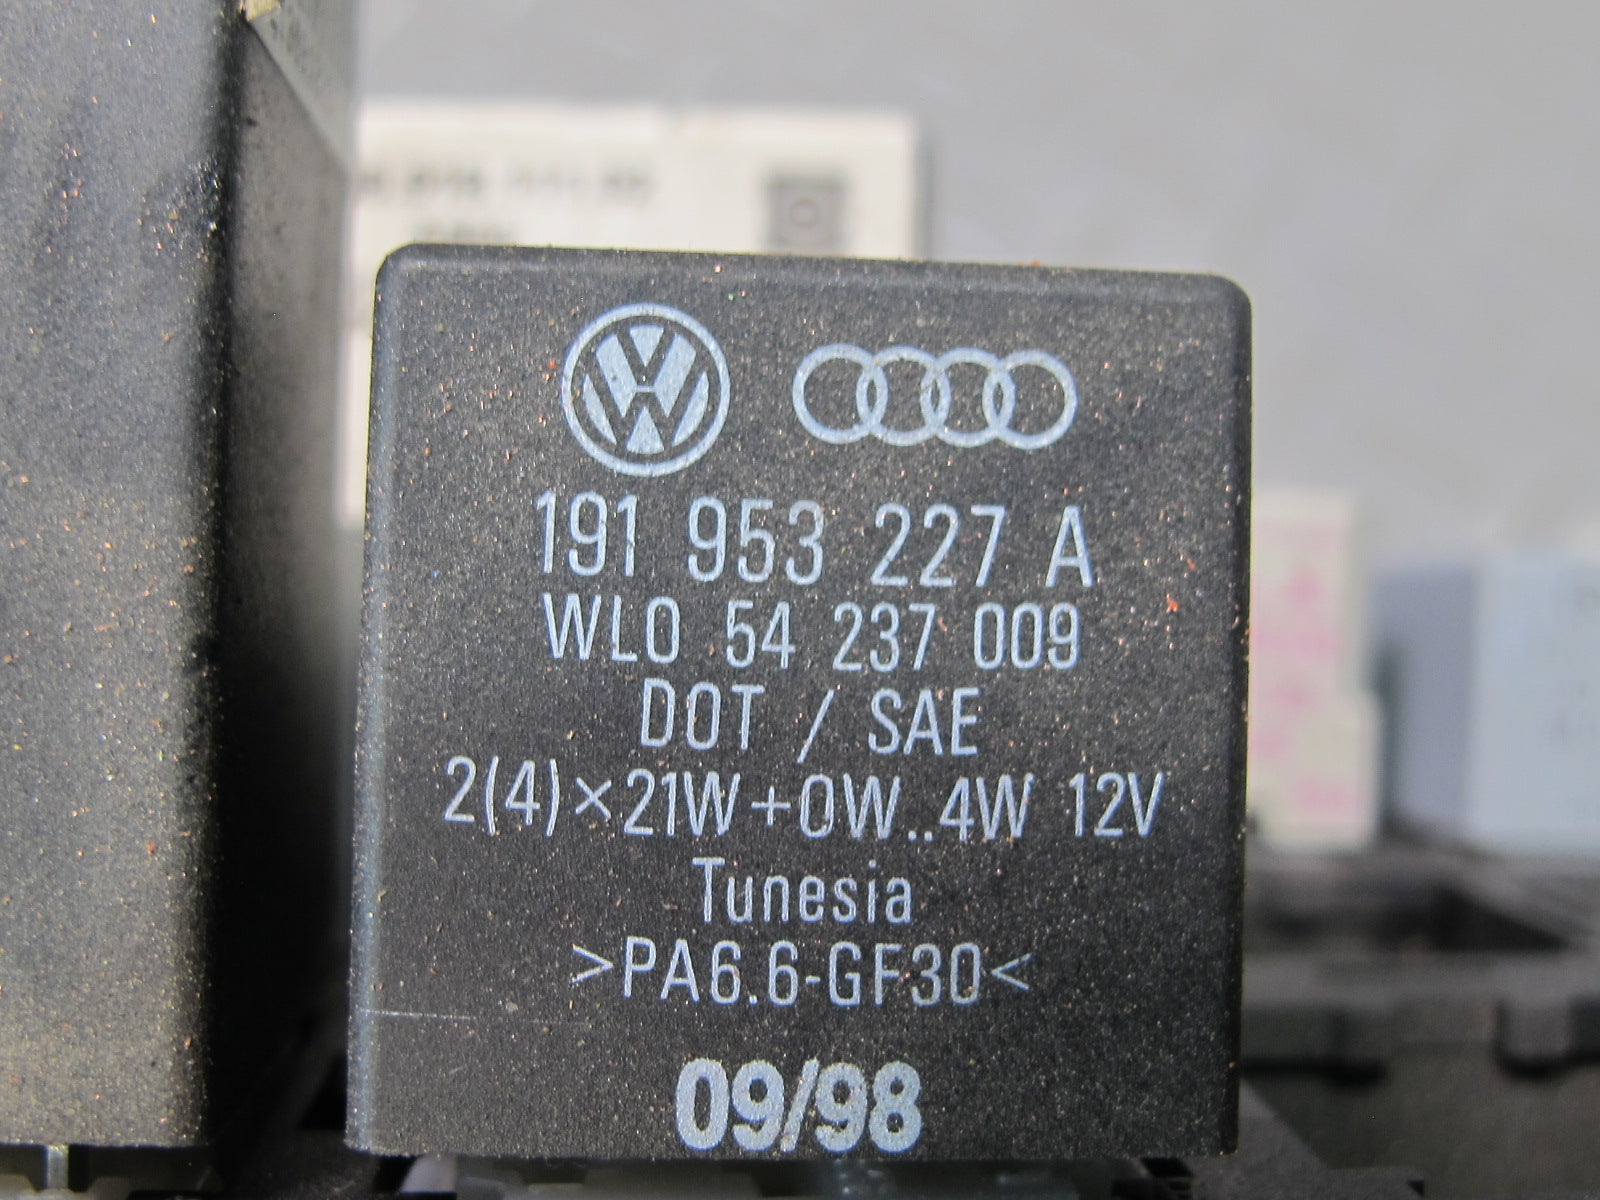 191 953 227 A
WLO 54 237 009
DOT / SAE
2(4)×21W+0W..4W 12V
Tunesia
>PA6.6-GF30<
09/98